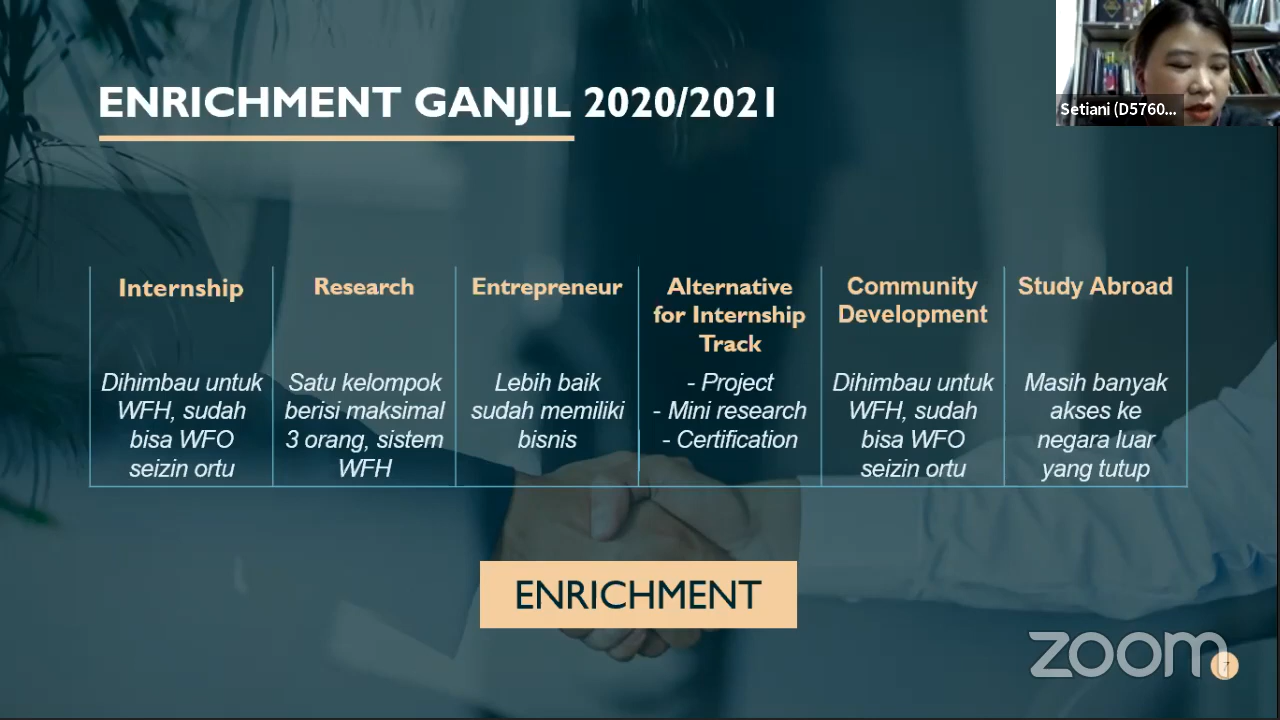 ENRICHMENT GANJIL 2020/2021
Setiani (D5760...
Internship
Dihimbau untuk
WFH, sudah
bisa WFO
seizin ortu
Research
Satu kelompok
berisi maksimal
3 orang, sistem
WFH
Entrepreneur
Lebih baik
sudah memiliki
bisnis
Alternative
for Internship
Track
- Project
- Mini research
- Certification
Community
Development
Dihimbau untuk
WFH, sudah
bisa WFO
seizin ortu
Study Abroad
Masih banyak
akses ke
negara luar
yang tutup
ENRICHMENT
zoom
7